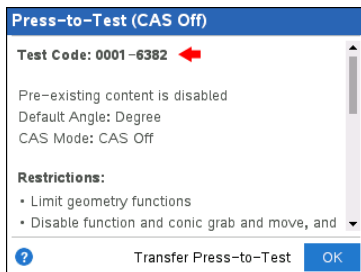 Press-to-Test (CAS Off)
Test Code: 0001-6382
Pre-existing content is disabled
Default Angle: Degree
CAS Mode: CAS Off
Restrictions:
• Limit geometry functions
• Disable function and conic grab and move, and
? Transfer Press-to-Test OK